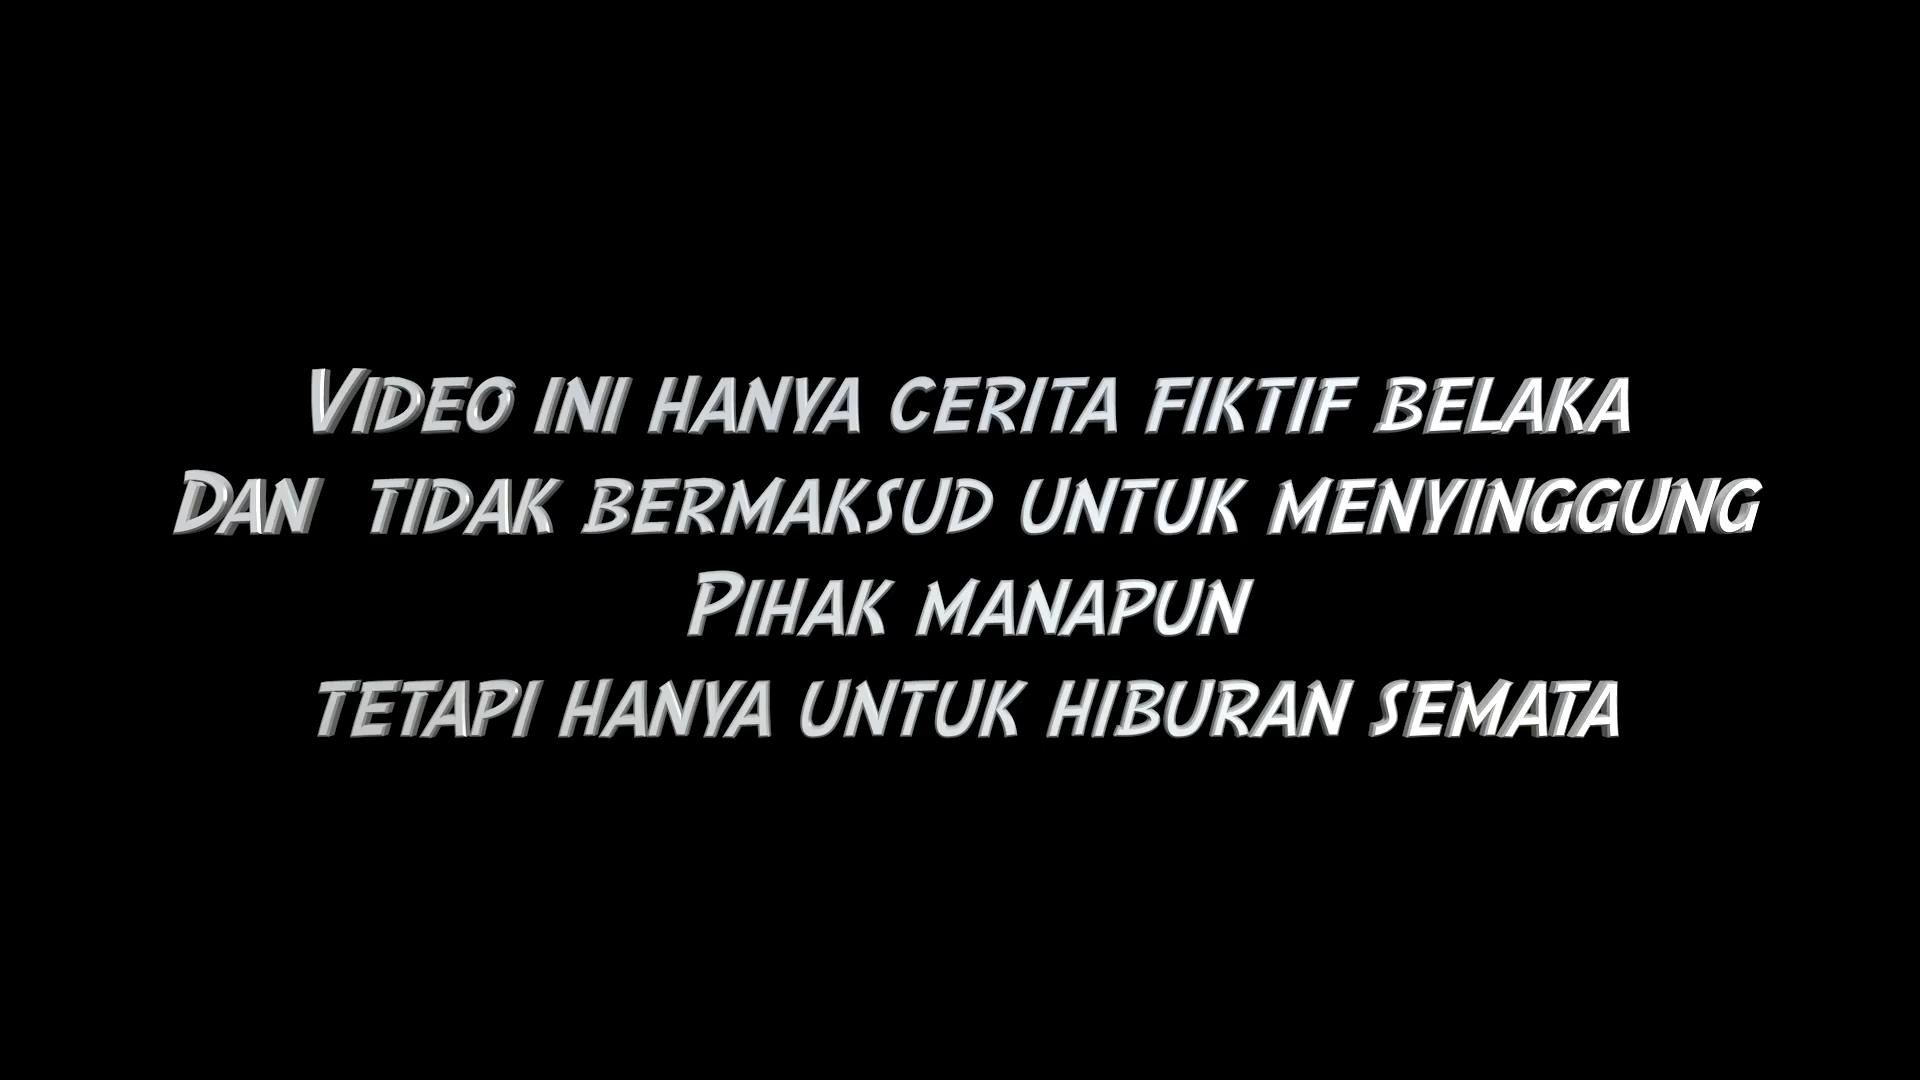 Video ini hanya cerita fiktif belaka
Dan  tidak bermaksud untuk menyinggung
Pihak manapun
tetapi hanya untuk hiburan semata